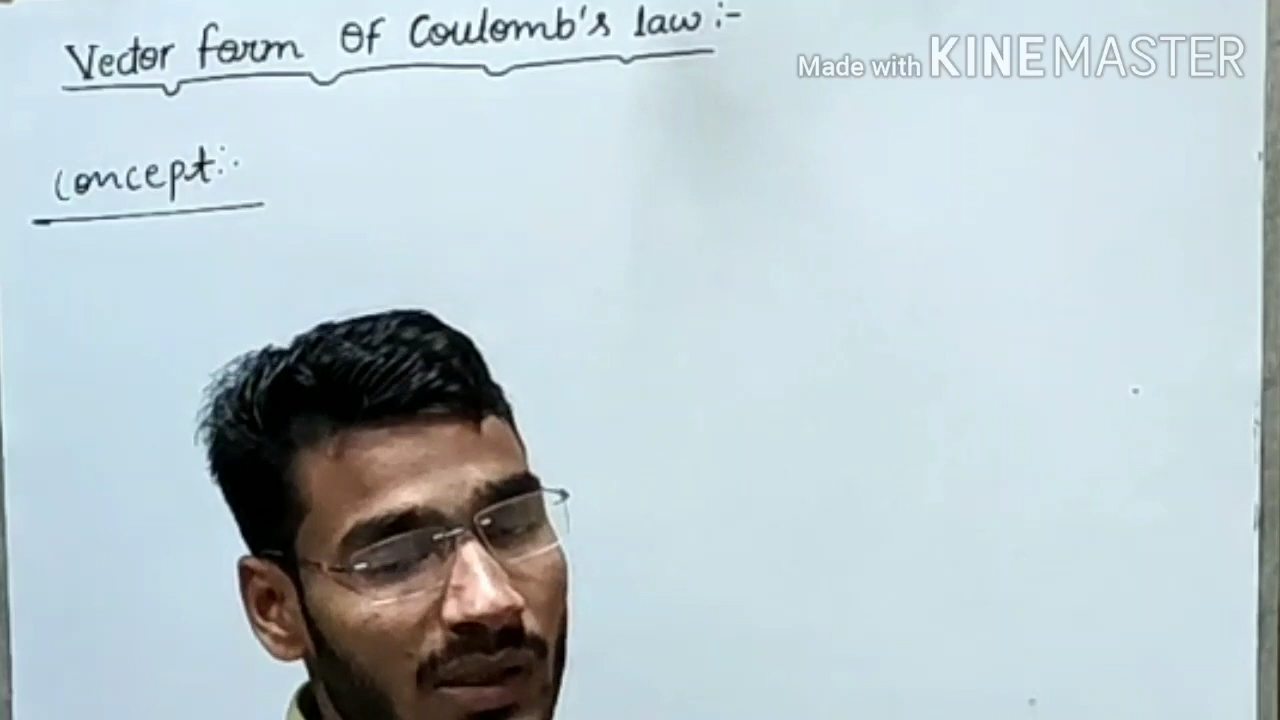 Vector form of Coulomb's law :-
Made with KINEMASTER
Concept :.